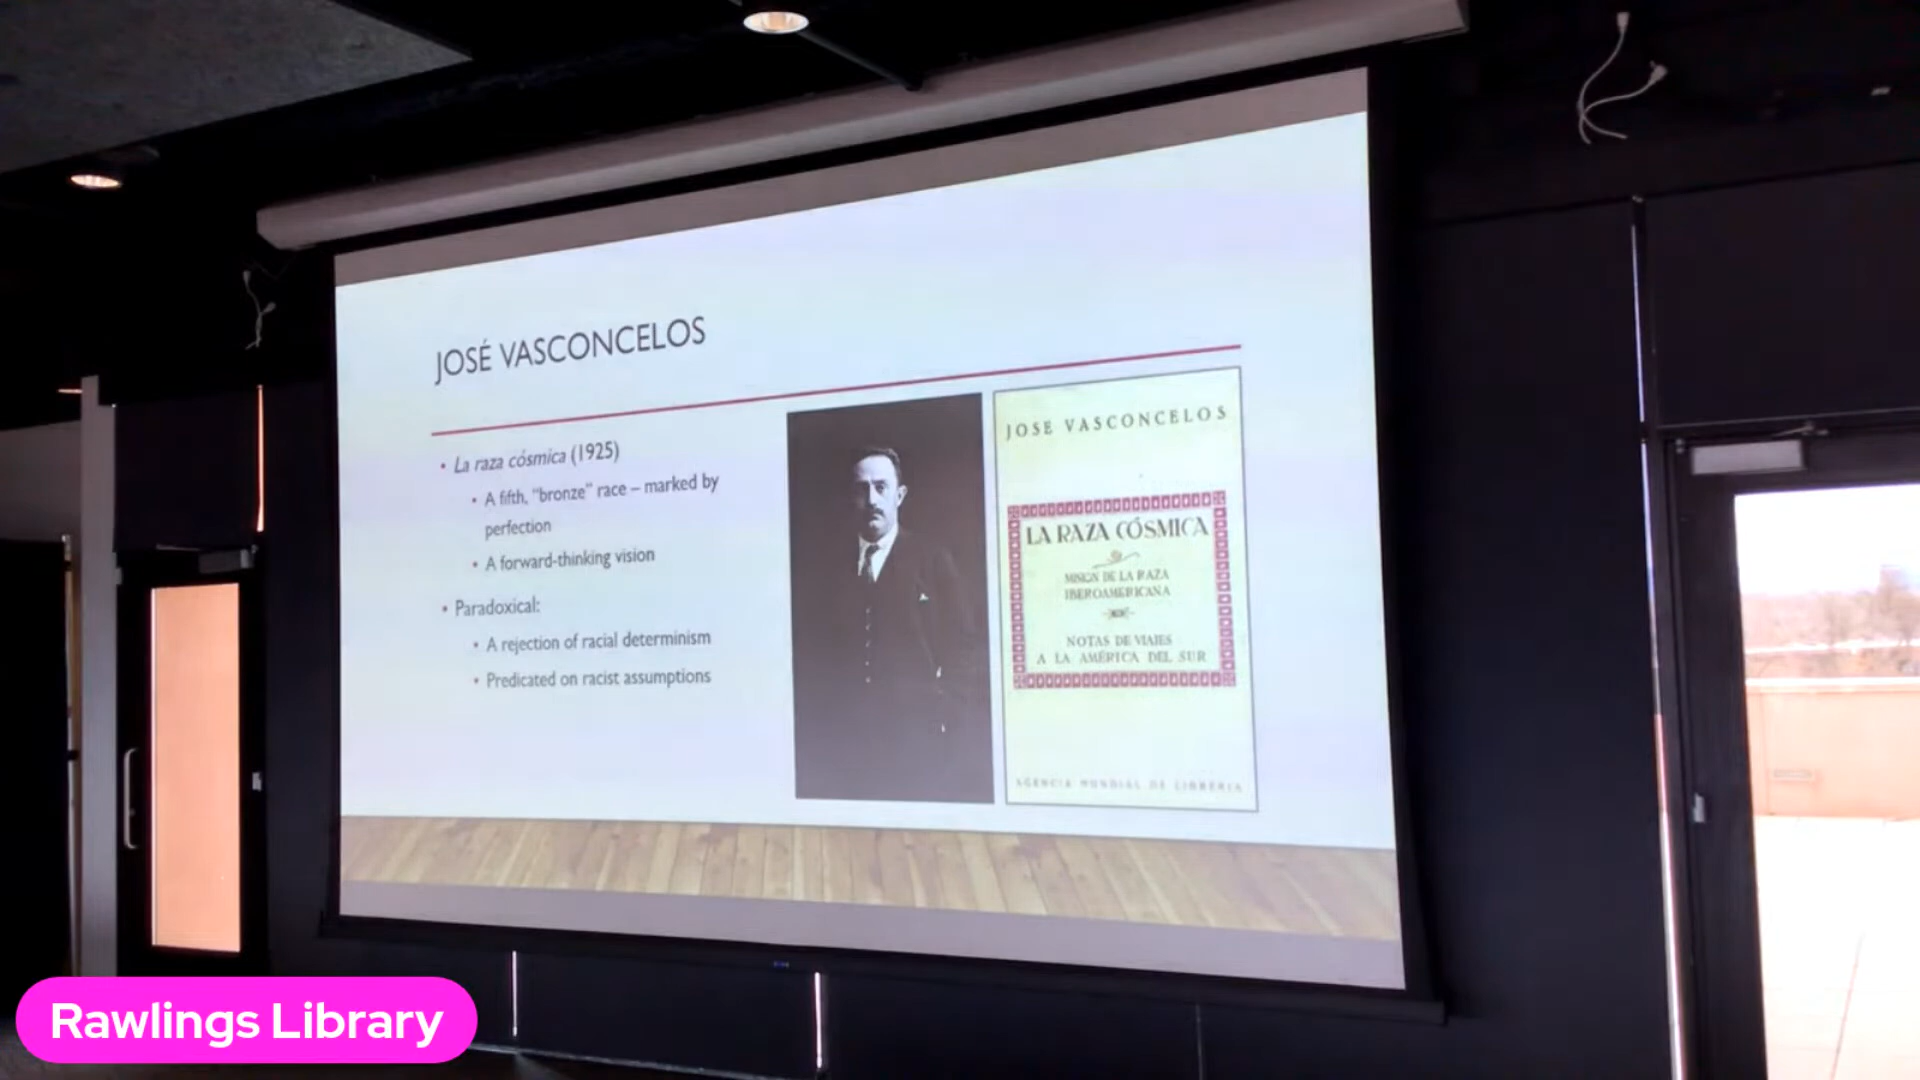 JOSÉ VASCONCELOS
• La raza cósmica (1925)
• A fifth, “bronze” race – marked by
perfection
• A forward-thinking vision
• Paradoxical:
• A rejection of racial determinism
• Predicated on racist assumptions
JOSE VASCONCELOS
LA RAZA CÓSMICA
MISION DE LA RAZA
IBEROAMERICANA
NOTAS DE VIAJES
A LA AMÉRICA DEL SUR
AGENCIA MUNDIAL DE LIBRERIA
Rawlings Library